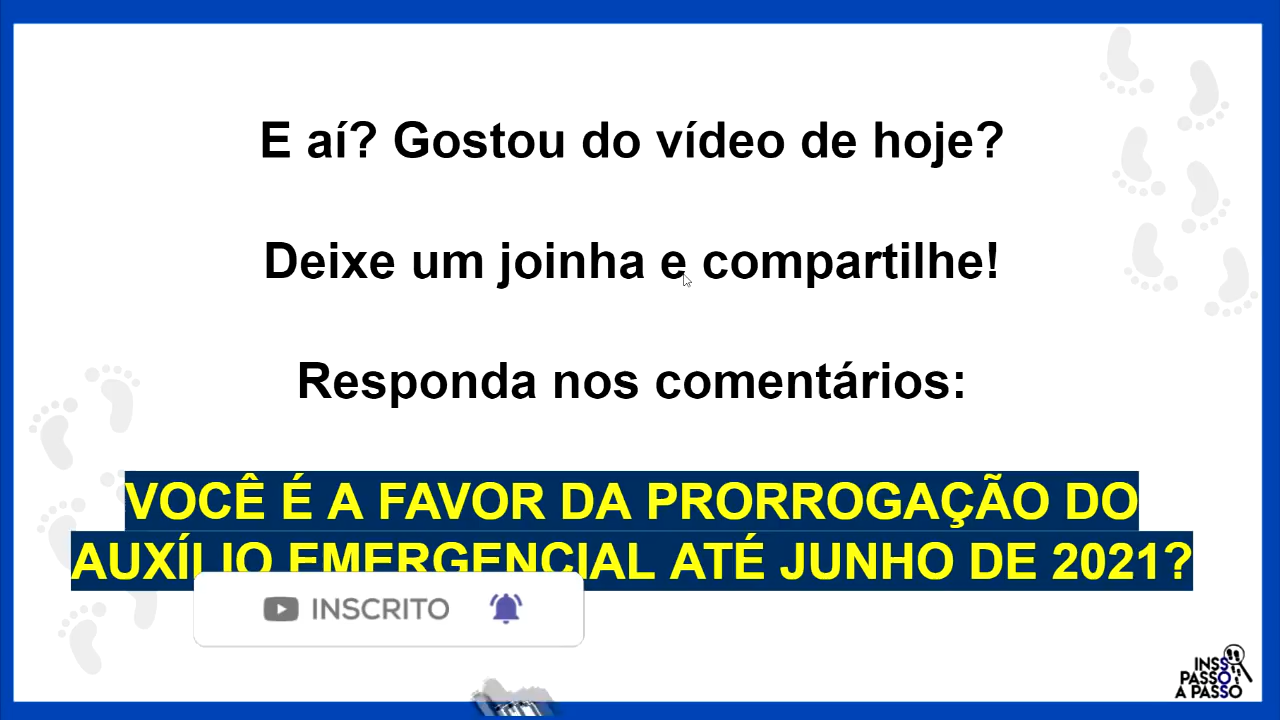 E aí? Gostou do vídeo de hoje?
Deixe um joinha e compartilhe!
Responda nos comentários:
VOCÊ É A FAVOR DA PRORROGAÇÃO DO
AUXÍLIO EMERGENCIAL ATÉ JUNHO DE 2021?
INSCRITO
INSS
PASSO
A PASSO